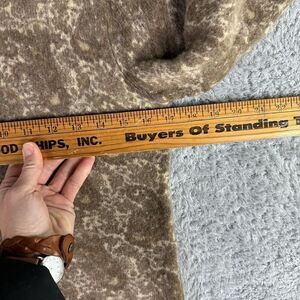 OD CHIPS, INC. Buyers Of Standing T